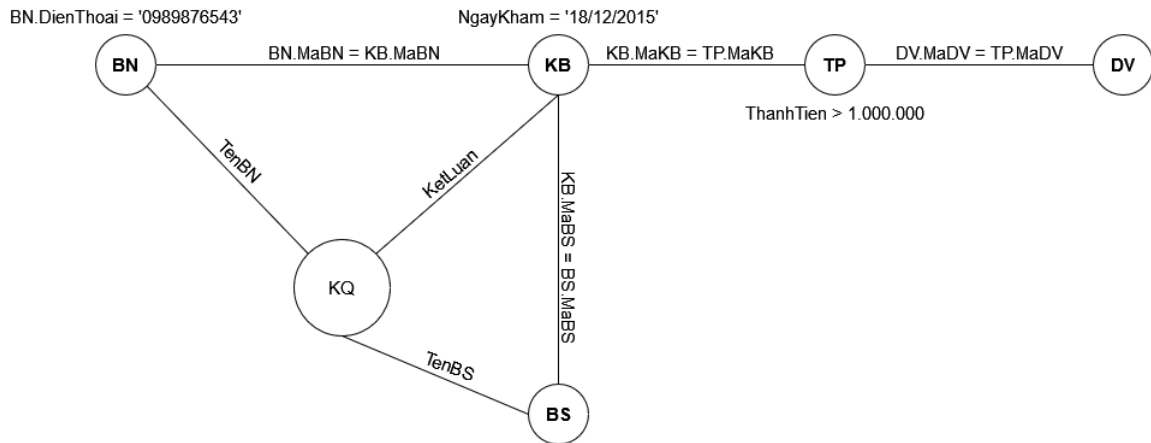 BN.DienThoai = '0989876543'
NgayKham = '18/12/2015'
BN
BN.MaBN = KB.MaBN
KB
KB.MaKB = TP.MaKB
TP
DV.MaDV = TP.MaDV
DV
ThanhTien > 1.000.000
TenBN
KetLuan
KB.MaBS = BS.MaBS
KQ
TenBS
BS